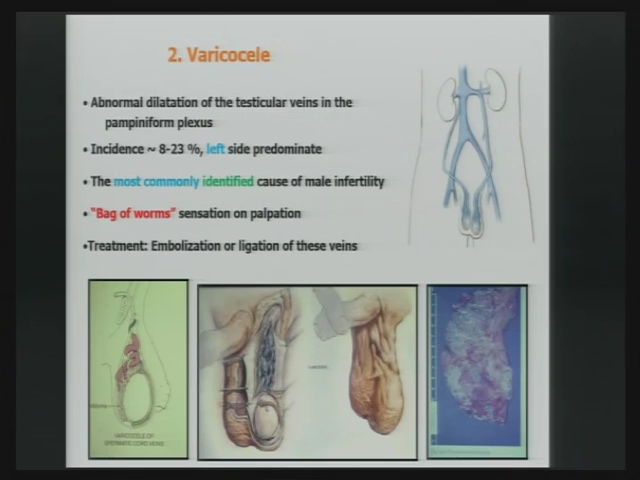 2. Varicocele
• Abnormal dilatation of the testicular veins in the
pampiniform plexus
• Incidence ~ 8-23 %, left side predominate
• The most commonly identified cause of male infertility
• "Bag of worms" sensation on palpation
•Treatment: Embolization or ligation of these veins
VARICOCELE OF
SPERMATIC CORD VEINS